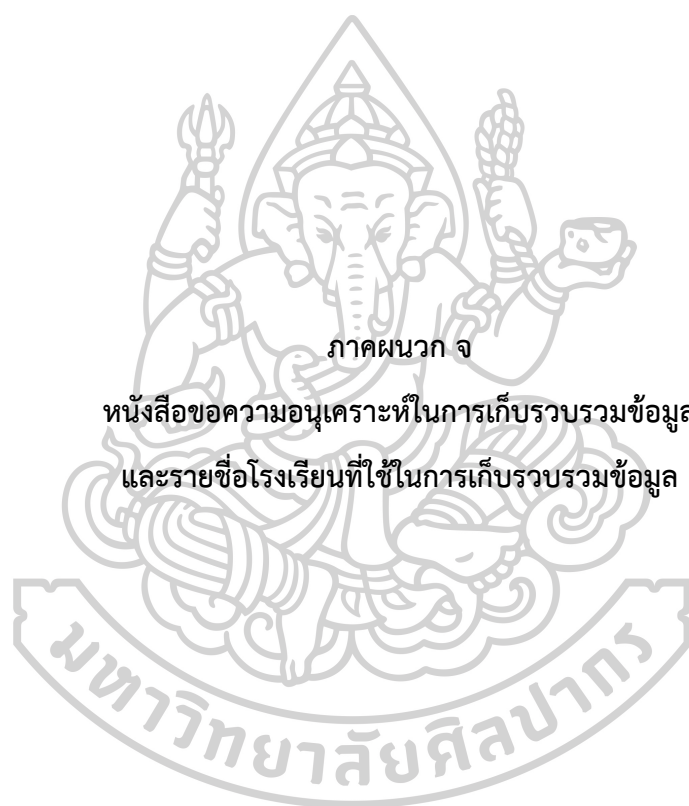 ภาคผนวก จ
หนังสือขอความอนุเคราะห์ในการเก็บรวบรวมข้อมูล
และรายชื่อโรงเรียนที่ใช้ในการเก็บรวบรวมข้อมูล
มหาวิทยาลัยศิลปากร